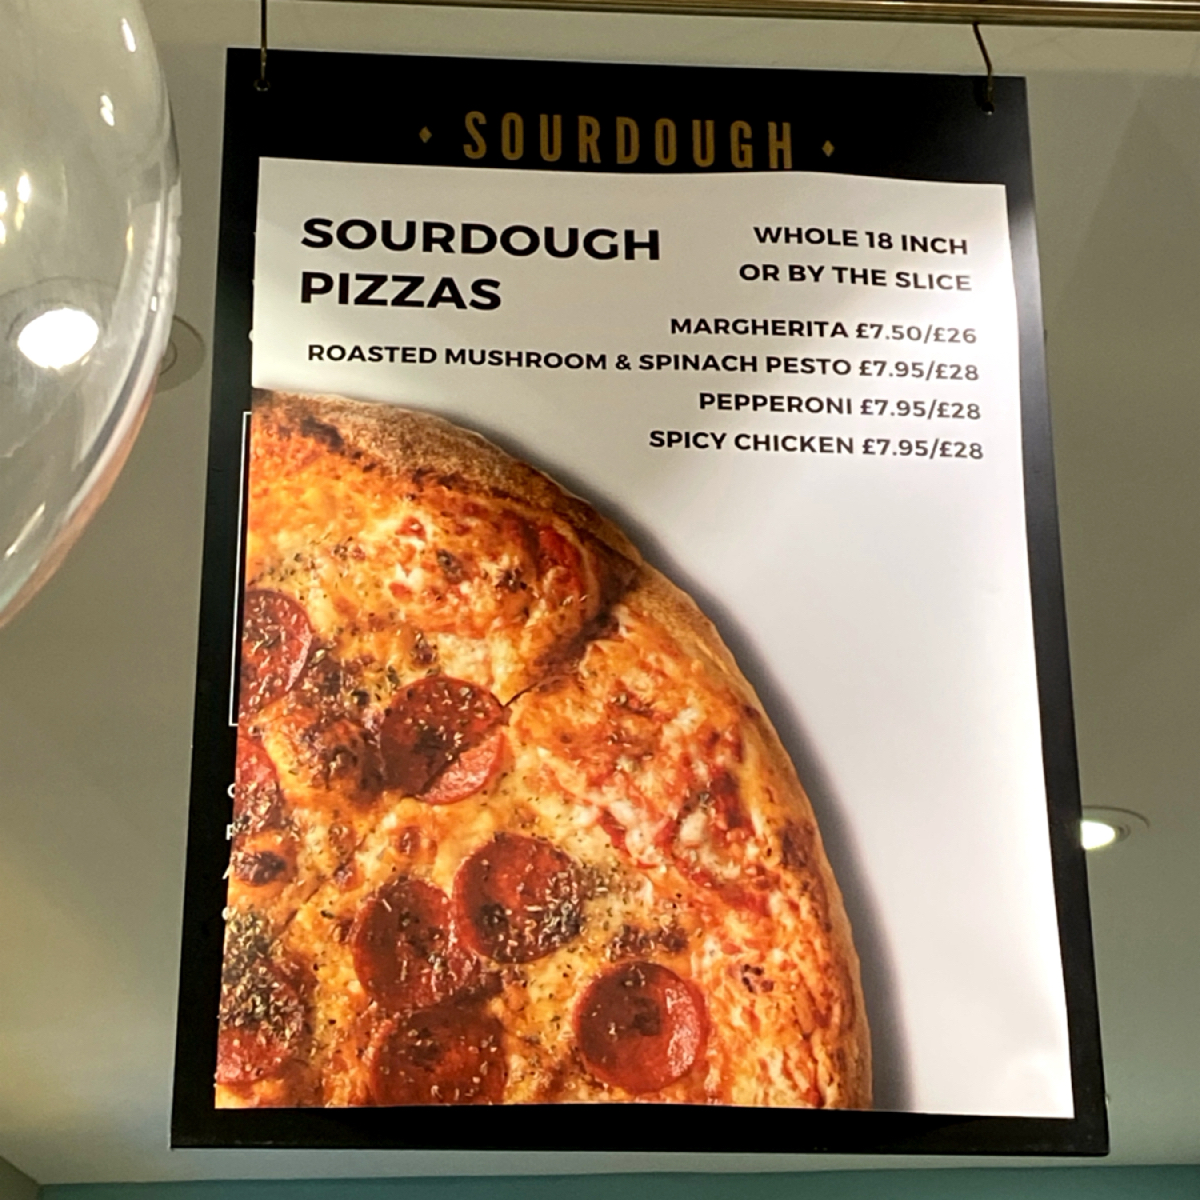 SOURDOUGH
SOURDOUGH
PIZZAS
WHOLE 18 INCH
OR BY THE SLICE
MARGHERITA £7.50/£26
ROASTED MUSHROOM & SPINACH PESTO £7.95/£28
PEPPERONI £7.95/£28
SPICY CHICKEN £7.95/£28